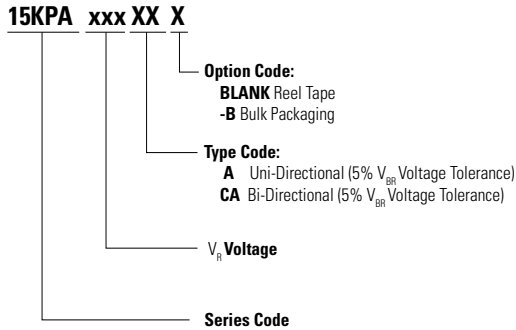 15KPA xxx XX X
Option Code:
BLANK Reel Tape
-B Bulk Packaging
Type Code:
A Uni-Directional (5% VBR Voltage Tolerance)
CA Bi-Directional (5% VBR Voltage Tolerance)
VR Voltage
Series Code